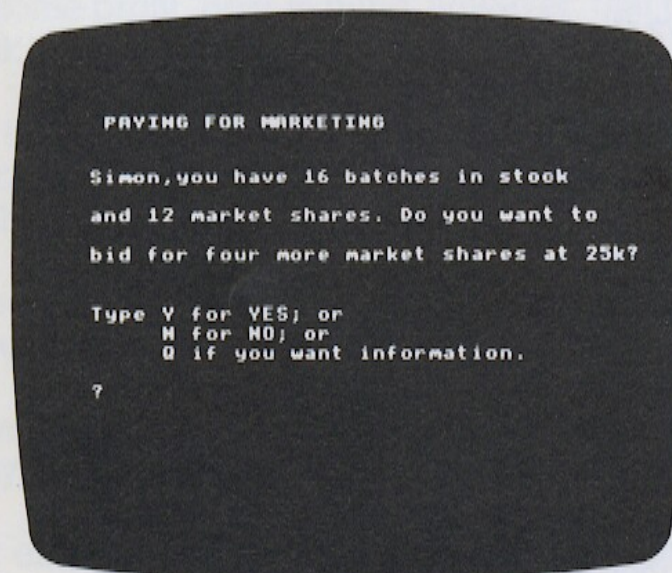 PAYING FOR MARKETING
Simon,you have 16 batches in stock
and 12 market shares. Do you want to
bid for four more market shares at 25k?
Type Y for YES; or
N for NO; or
Q if you want information.
?